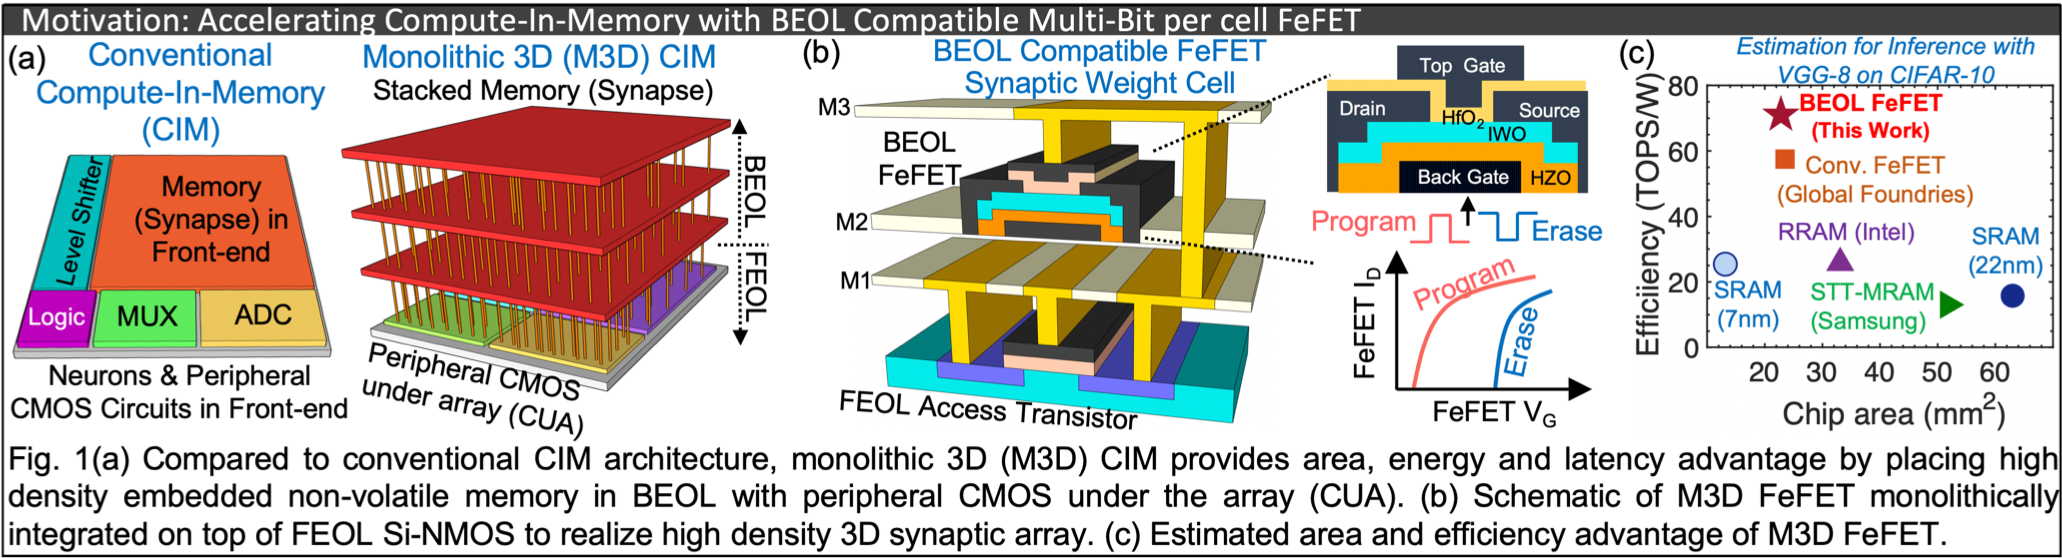 Motivation: Accelerating Compute-In-Memory with BEOL Compatible Multi-Bit per cell FeFET
(a)
Conventional
Compute-In-Memory
(CIM)
Level Shifter
Memory
(Synapse) in
Front-end
Logic
MUX
ADC
Neurons & Peripheral
CMOS Circuits in Front-end
Monolithic 3D (M3D) CIM
Stacked Memory (Synapse)
BEOL
FEOL
Peripheral CMOS
under array (CUA)
(b)
BEOL Compatible FeFET
Synaptic Weight Cell
M3
BEOL
FeFET
M2
M1
FEOL Access Transistor
Top Gate
Drain
Source
HfO2
IWO
Back Gate
HZO
Program
Erase
FeFET ID
Program
Erase
FeFET VG
(c)
Estimation for Inference with
VGG-8 on CIFAR-10
Efficiiency (TOPS/W)
80
60
40
20
0
BEOL FeFET
(This Work)
Conv. FeFET
(Global Foundries)
RRAM (Intel)
SRAM
(22nm)
SRAM
(7nm)
STT-MRAM
(Samsung)
20 30 40 50 60
Chip area (mm2)
Fig. 1(a) Compared to conventional CIM architecture, monolithic 3D (M3D) CIM provides area, energy and latency advantage by placing high
density embedded non-volatile memory in BEOL with peripheral CMOS under the array (CUA). (b) Schematic of M3D FeFET monolithically
integrated on top of FEOL Si-NMOS to realize high density 3D synaptic array. (c) Estimated area and efficiency advantage of M3D FeFET.